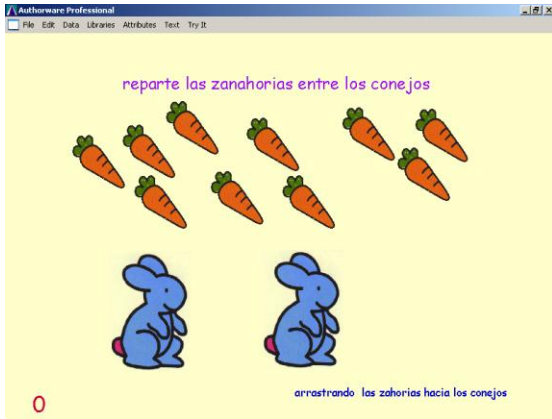 Authorware Professional
File Edit Data Libraries Attributes Text Try It
reparte las zanahorias entre los conejos
arrastrando las zahorias hacia los conejos
0